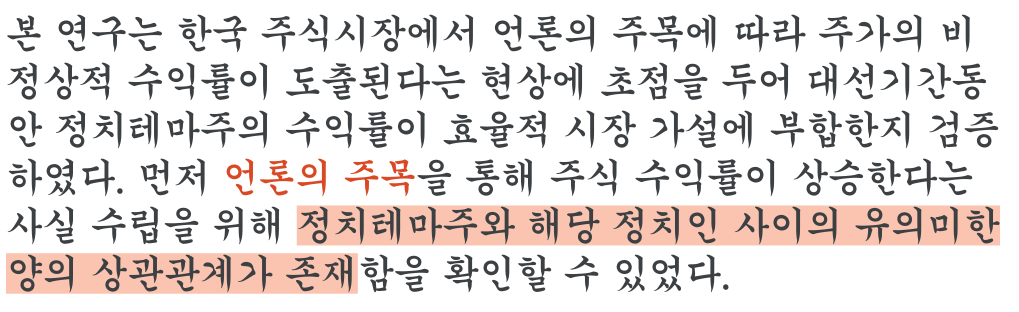 본 연구는 한국 주식시장에서 언론의 주목에 따라 주가의 비
정상적 수익률이 도출된다는 현상에 초점을 두어 대선기간동
안 정치테마주의 수익률이 효율적 시장 가설에 부합한지 검증
하였다. 먼저 언론의 주목을 통해 주식 수익률이 상승한다는
사실 수립을 위해 정치테마주와 해당 정치인 사이의 유의미한
양의 상관관계가 존재함을 확인할 수 있었다.